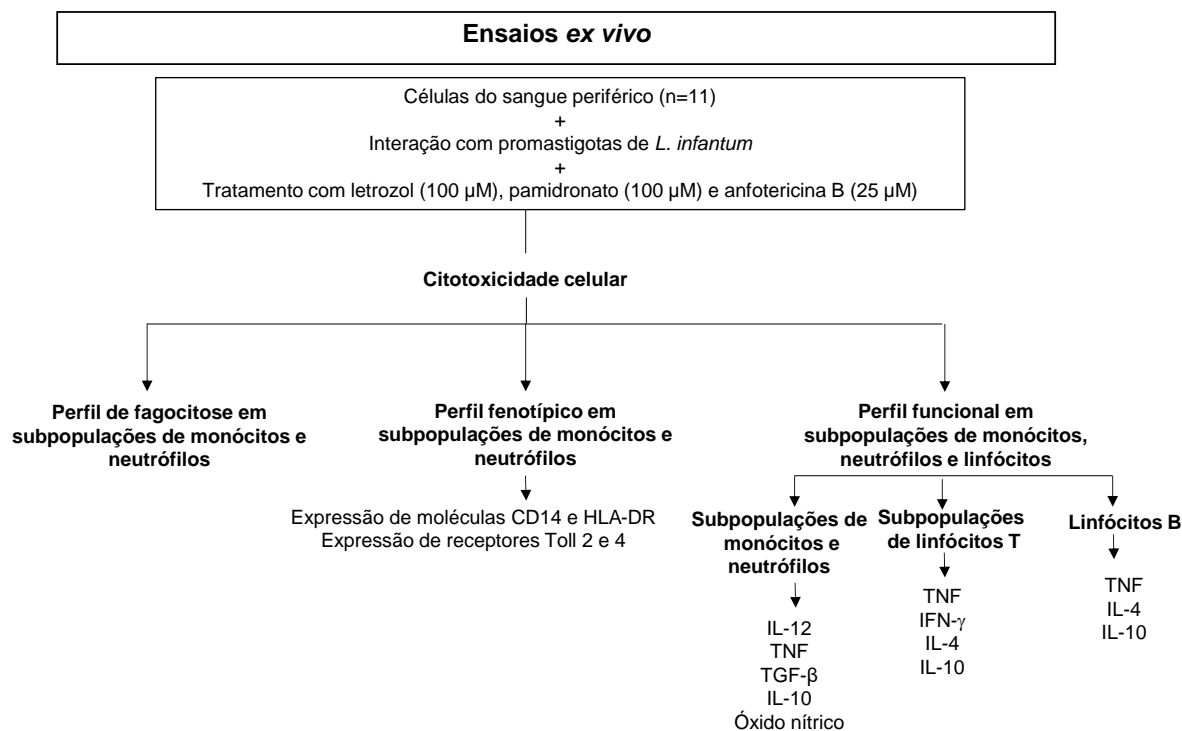 Ensaios ex vivo
Células do sangue periférico (n=11)
+
Interação com promastigotas de L. infantum
+
Tratamento com letrozol (100 µM), pamidronato (100 µM) e anfotericina B (25 µM)
Citotoxicidade celular
Perfil de fagocitose em
subpopulações de monócitos e
neutrófilos
Perfil fenotípico em
subpopulações de monócitos e
neutrófilos
Expressão de moléculas CD14 e HLA-DR
Expressão de receptores Toll 2 e 4
Perfil funcional em
subpopulações de monócitos,
neutrófilos e linfócitos
Subpopulações de
monócitos e
neutrófilos
IL-12
TNF
TGF-β
IL-10
Óxido nítrico
Subpopulações
de linfócitos T
TNF
IFN-γ
IL-4
IL-10
Linfócitos B
TNF
IL-4
IL-10